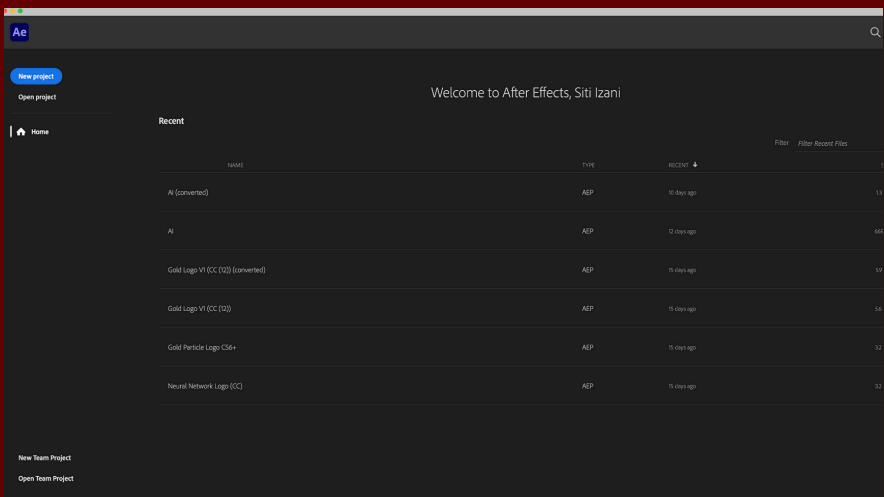 Ae
New project
Welcome to After Effects, Siti Izani
Open project
Recent
Home
Filter Filter Recent Files
NAME TYPE RECENT
AI (converted) AEP 10 days ago
AI AEP 12 days ago
Gold Logo V1 (CC (12)) (converted) AEP 15 days ago
Gold Logo V1 (CC (12)) AEP 15 days ago
Gold Particle Logo CS6+ AEP 15 days ago
Neural Network Logo (CC) AEP 15 days ago
New Team Project
Open Team Project